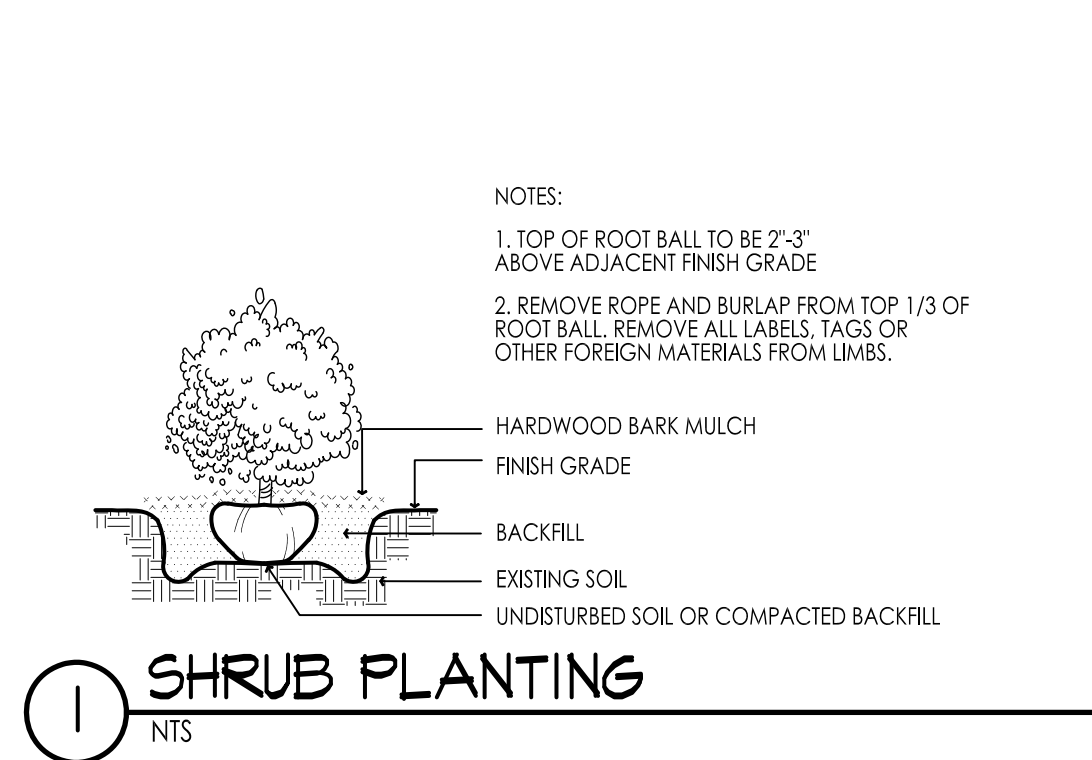 NOTES:
1. TOP OF ROOT BALL TO BE 2"-3"
ABOVE ADJACENT FINISH GRADE
2. REMOVE ROPE AND BURLAP FROM TOP 1/3 OF
ROOT BALL. REMOVE ALL LABELS, TAGS OR
OTHER FOREIGN MATERIALS FROM LIMBS.
HARDWOOD BARK MULCH
FINISH GRADE
BACKFILL
EXISTING SOIL
UNDISTURBED SOIL OR COMPACTED BACKFILL
1
SHRUB PLANTING
NTS